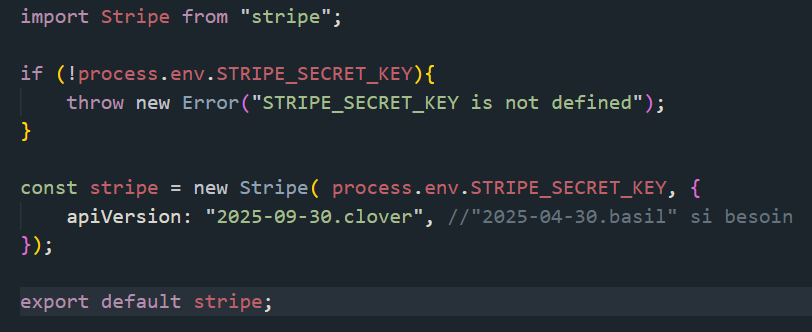 import Stripe from "stripe";
if (!process.env.STRIPE_SECRET_KEY){
throw new Error("STRIPE_SECRET_KEY is not defined");
}
const stripe = new Stripe( process.env.STRIPE_SECRET_KEY, {
apiVersion: "2025-09-30.clover", //"2025-04-30.basil" si besoin
});
export default stripe;